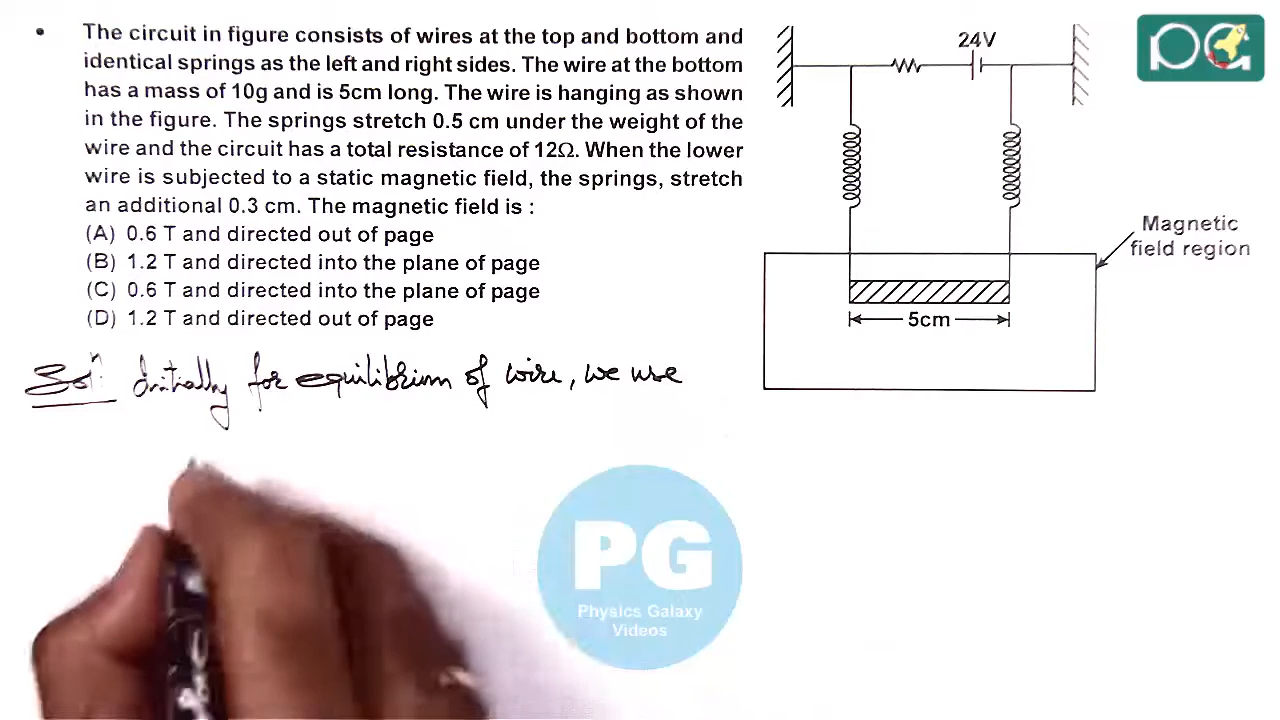 • The circuit in figure consists of wires at the top and bottom and
identical springs as the left and right sides. The wire at the bottom
has a mass of 10g and is 5cm long. The wire is hanging as shown
in the figure. The springs stretch 0.5 cm under the weight of the
wire and the circuit has a total resistance of 12Ω. When the lower
wire is subjected to a static magnetic field, the springs, stretch
an additional 0.3 cm. The magnetic field is :
(A) 0.6 T and directed out of page
(B) 1.2 T and directed into the plane of page
(C) 0.6 T and directed into the plane of page
(D) 1.2 T and directed out of page
24V
Magnetic
field region
5cm
Solⁿ. Initially for equilibrium of wire, we use
PG
Physics Galaxy
Videos
PG